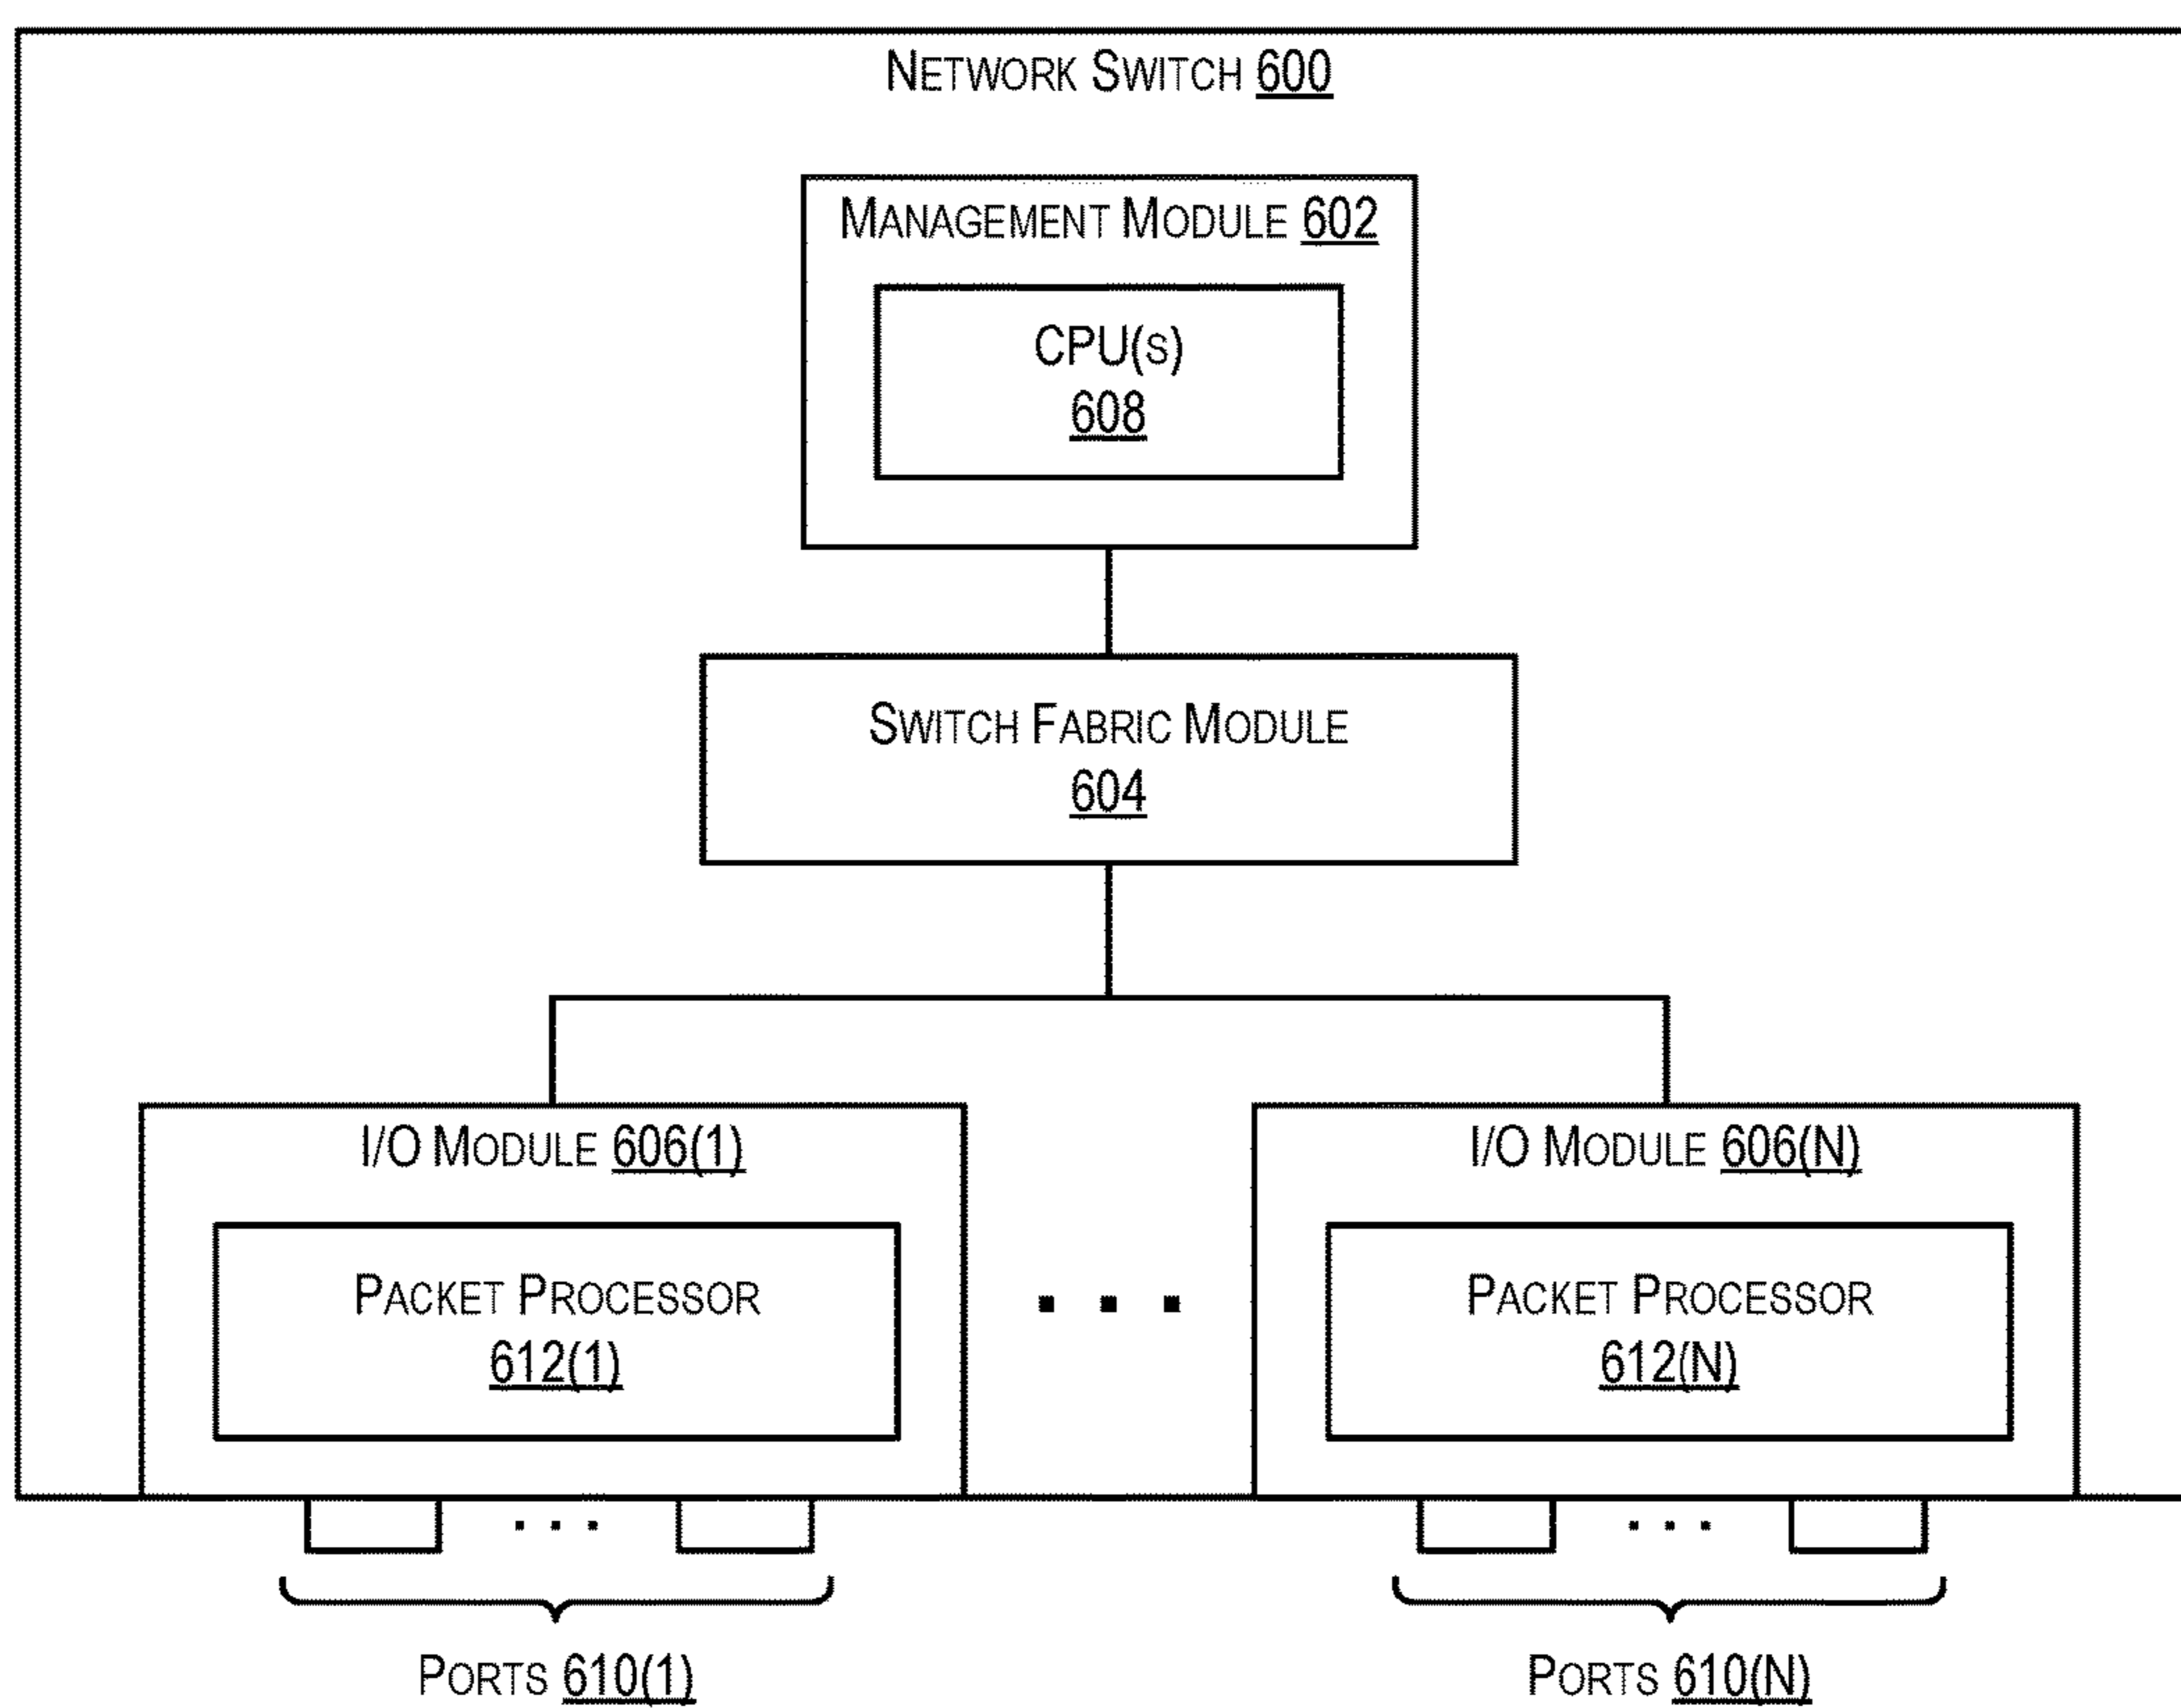 NETWORK SWITCH 600
MANAGEMENT MODULE 602
CPU(S)
608
SWITCH FABRIC MODULE
604
I/O MODULE 606(1)
I/O MODULE 606(N)
PACKET PROCESSOR
612(1)
. . .
PACKET PROCESSOR
612(N)
. . .
. . .
PORTS 610(1)
PORTS 610(N)